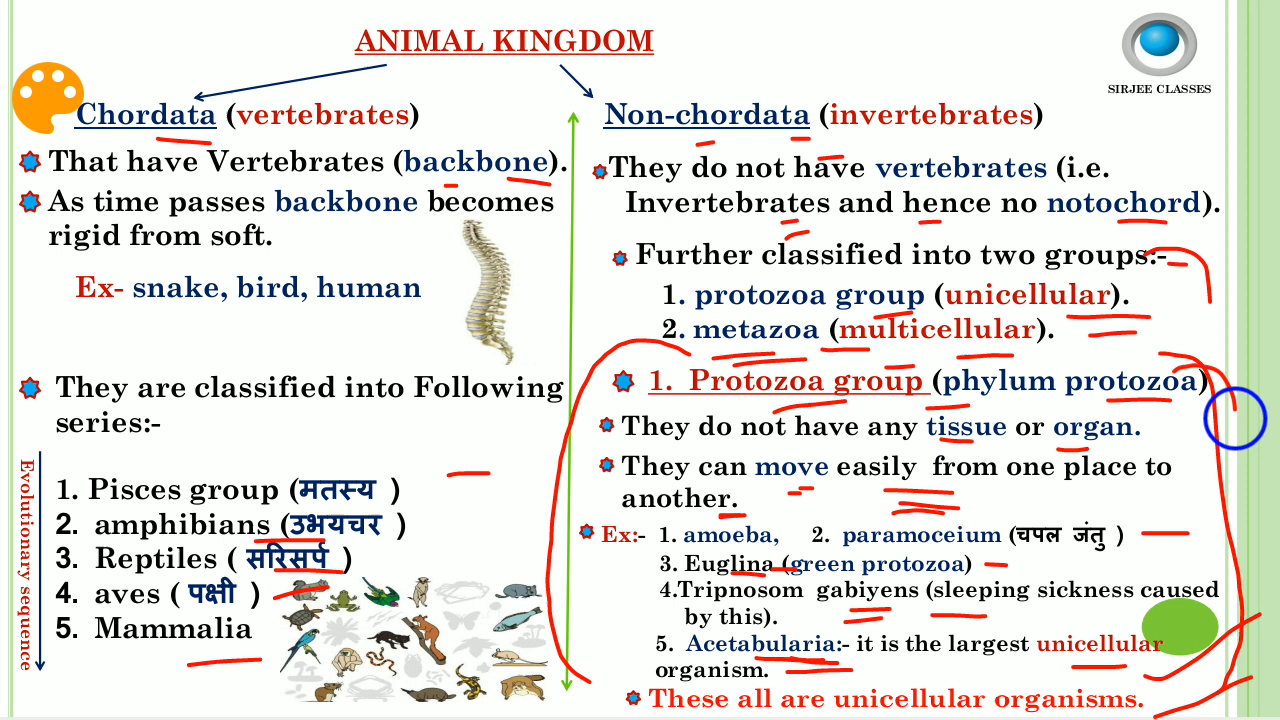 ANIMAL KINGDOM
SIRJEE CLASSES
Chordata (vertebrates)
That have Vertebrates (backbone).
As time passes backbone becomes
rigid from soft.
Ex- snake, bird, human
They are classified into Following
series:-
Evolutionary sequence
1. Pisces group (मतस्य )
2. amphibians (उभयचर )
3. Reptiles ( सरिसर्प )
4. aves ( पक्षी )
5. Mammalia
Non-chordata (invertebrates)
They do not have vertebrates (i.e.
Invertebrates and hence no notochord).
Further classified into two groups:-
1. protozoa group (unicellular).
2. metazoa (multicellular).
1. Protozoa group (phylum protozoa)
They do not have any tissue or organ.
They can move easily from one place to
another.
Ex:- 1. amoeba, 2. paramoceium (चपल जंतु )
3. Euglina (green protozoa)
4.Tripnosom gabiyens (sleeping sickness caused
by this).
5. Acetabularia:- it is the largest unicellular
organism.
These all are unicellular organisms.